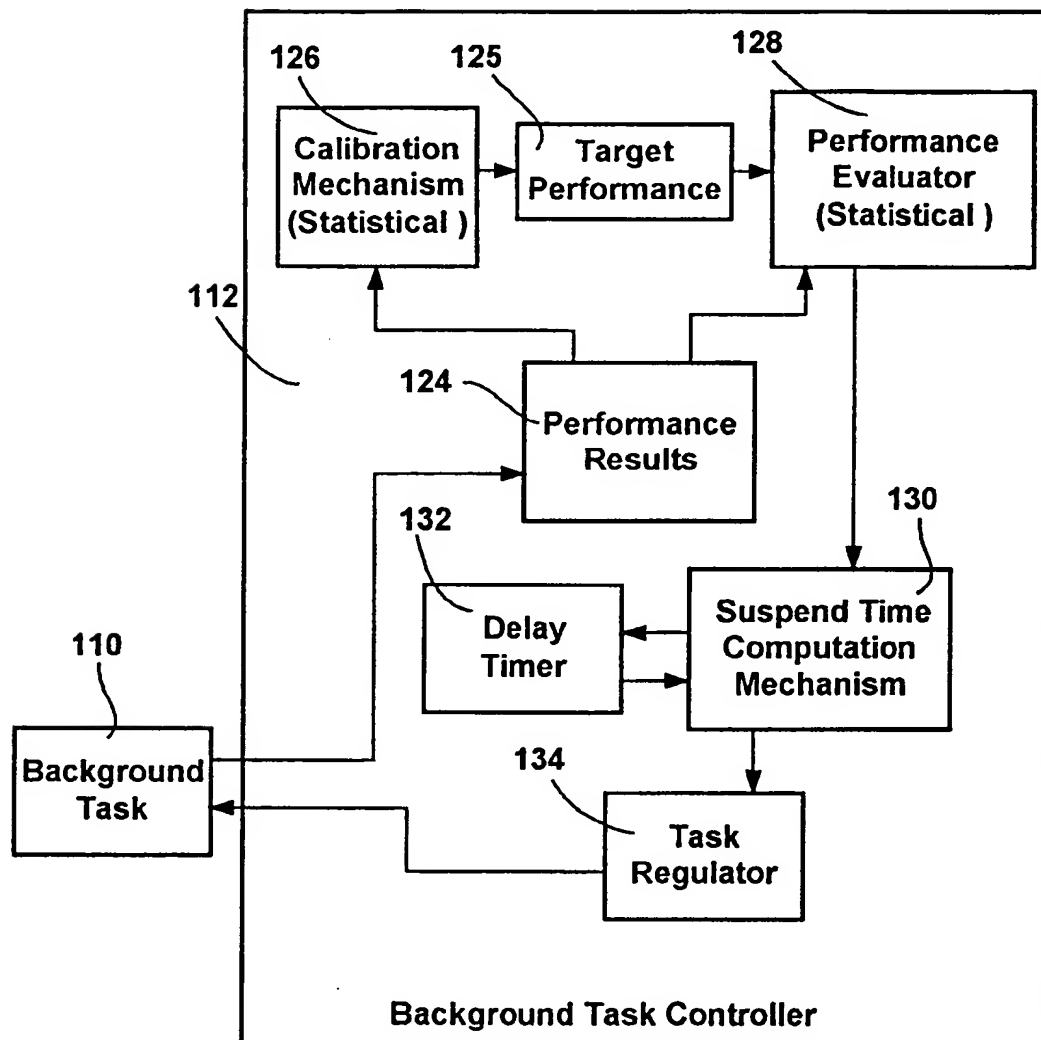 126
125
128
Calibration
Mechanism
(Statistical )
Target
Performance
Performance
Evaluator
(Statistical )
112
124
Performance
Results
132
130
Delay
Timer
Suspend Time
Computation
Mechanism
110
Background
Task
134
Task
Regulator
Background Task Controller